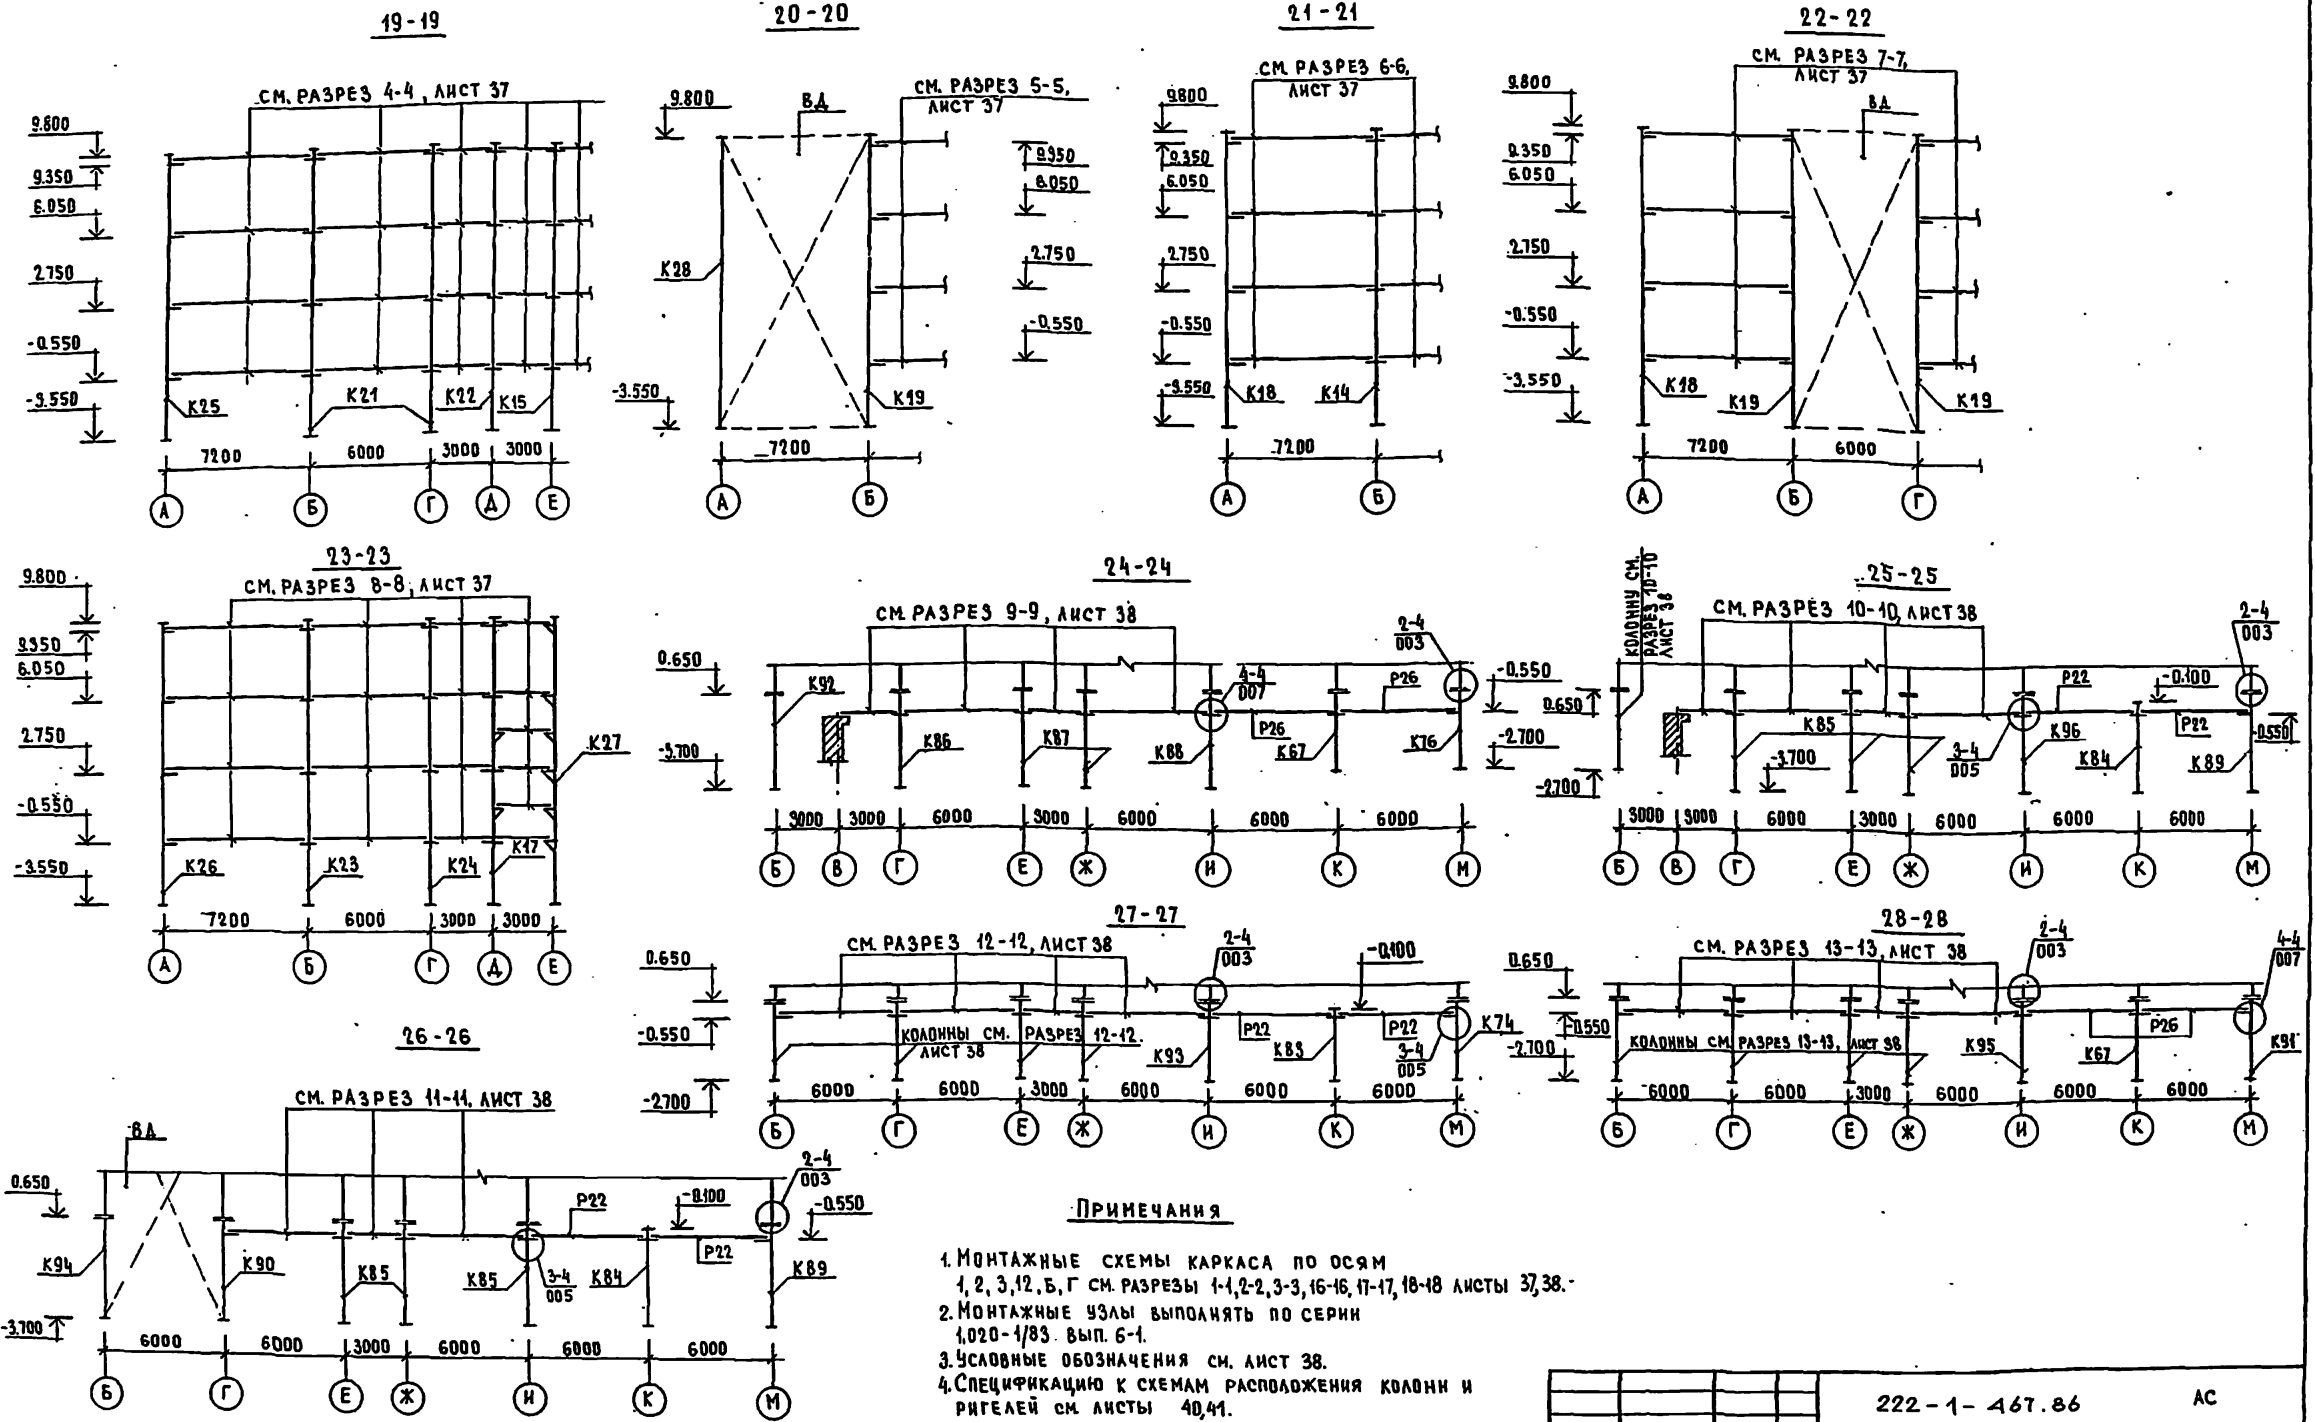 19-19
СМ. РАЗРЕЗ 4-4, ЛИСТ 37
9.800
9.350
6.050
2.750
-0.550
-3.550
К25
К21
К22
К15
7200
6000
3000
3000
А
Б
Г
Д
Е
20-20
СМ. РАЗРЕЗ 5-5,
ЛИСТ 37
9.800
ВД
9.350
6.050
2.750
-0.550
К28
-3.550
К19
7200
А
Б
21-21
СМ. РАЗРЕЗ 6-6,
ЛИСТ 37
9.800
9.350
6.050
2.750
-0.550
-3.550
К18
К14
7200
А
Б
22-22
СМ. РАЗРЕЗ 7-7,
ЛИСТ 37
9.800
ВД
9.350
6.050
2.750
-0.550
-3.550
К18
К19
К19
7200
6000
А
Б
Г
23-23
СМ. РАЗРЕЗ 8-8, ЛИСТ 37
9.800
9.350
6.050
2.750
-0.550
-3.550
К27
К17
К26
К23
К24
7200
6000
3000
3000
А
Б
Г
Д
Е
24-24
СМ. РАЗРЕЗ 9-9, ЛИСТ 38
2-4
003
0.650
К92
4-4
007
Р26
-0.550
-3.700
К86
К87
К88
Р26
К67
К76
-2.700
3000
3000
6000
3000
6000
6000
6000
Б
В
Г
Е
Ж
И
К
М
25-25
КОЛОННУ СМ.
РАЗРЕЗ 10-10
ЛИСТ 38
СМ. РАЗРЕЗ 10-10, ЛИСТ 38
2-4
003
0.650
Р22
-0.100
К85
К96
Р22
-0.550
-3.700
3-4
005
К84
К89
-2.700
3000
3000
6000
3000
6000
6000
6000
Б
В
Г
Е
Ж
И
К
М
26-26
СМ. РАЗРЕЗ 11-11, ЛИСТ 38
ВД
2-4
003
0.650
Р22
-0.100
-0.550
Р22
К94
К90
К85
К85
3-4
005
К84
К89
-3.700
6000
6000
3000
6000
6000
6000
Б
Г
Е
Ж
И
К
М
27-27
СМ. РАЗРЕЗ 12-12, ЛИСТ 38
2-4
003
-0.100
0.650
-0.550
КОЛОННЫ СМ. РАЗРЕЗ 12-12.
ЛИСТ 38
К93
Р22
К83
Р22
3-4
005
К74
-2.700
6000
6000
3000
6000
6000
6000
Б
Г
Е
Ж
И
К
М
28-28
СМ. РАЗРЕЗ 13-13, ЛИСТ 38
2-4
003
4-4
007
0.650
-0.550
-2.700
КОЛОННЫ СМ. РАЗРЕЗ 13-13, ЛИСТ 38
К95
Р26
К67
К91
6000
6000
3000
6000
6000
6000
Б
Г
Е
Ж
И
К
М
ПРИМЕЧАНИЯ
1. МОНТАЖНЫЕ СХЕМЫ КАРКАСА ПО ОСЯМ
1, 2, 3, 12, Б, Г СМ. РАЗРЕЗЫ 1-1, 2-2, 3-3, 16-16, 17-17, 18-18 ЛИСТЫ 37, 38.
2. МОНТАЖНЫЕ УЗЛЫ ВЫПОЛНЯТЬ ПО СЕРИИ
1.020-1/83. ВЫП. 6-1.
3. УСЛОВНЫЕ ОБОЗНАЧЕНИЯ СМ. ЛИСТ 38.
4. СПЕЦИФИКАЦИЮ К СХЕМАМ РАСПОЛОЖЕНИЯ КОЛОНН И
РИГЕЛЕЙ СМ ЛИСТЫ 40,41.
222-1-467.86
АС